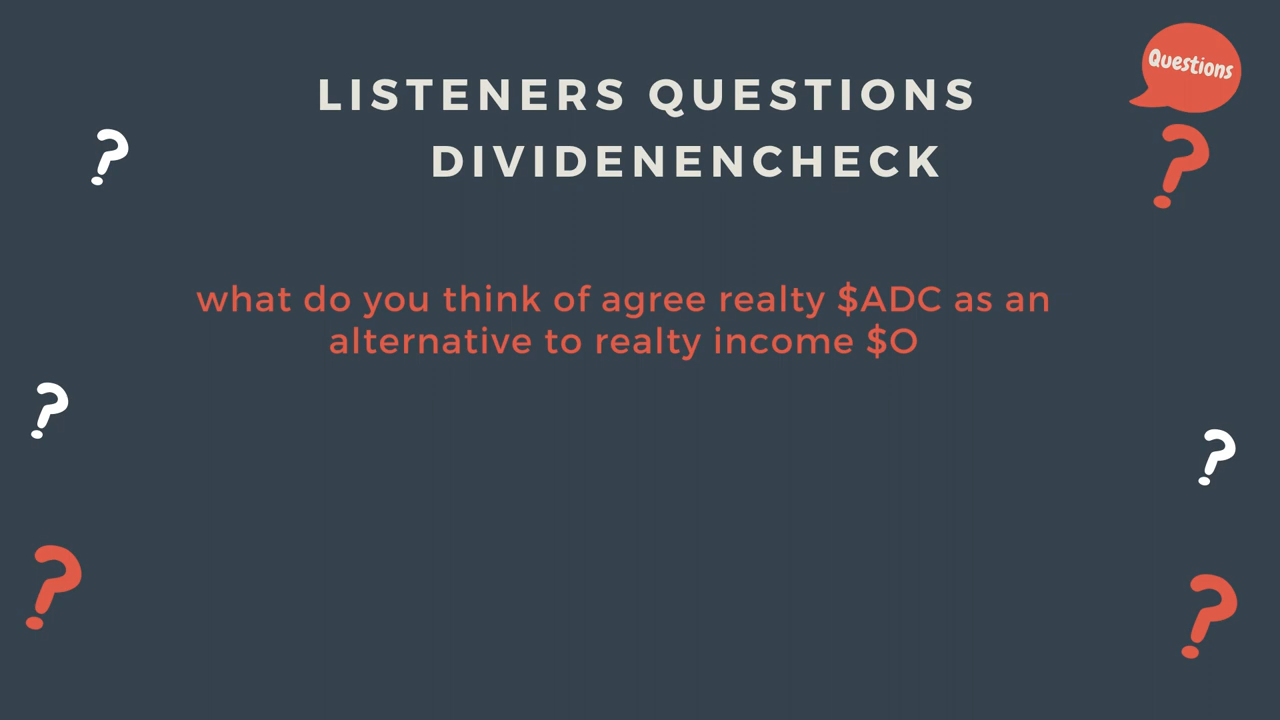 LISTENERS QUESTIONS
DIVIDENENCHECK
Questions
what do you think of agree realty $ADC as an
alternative to realty income $O